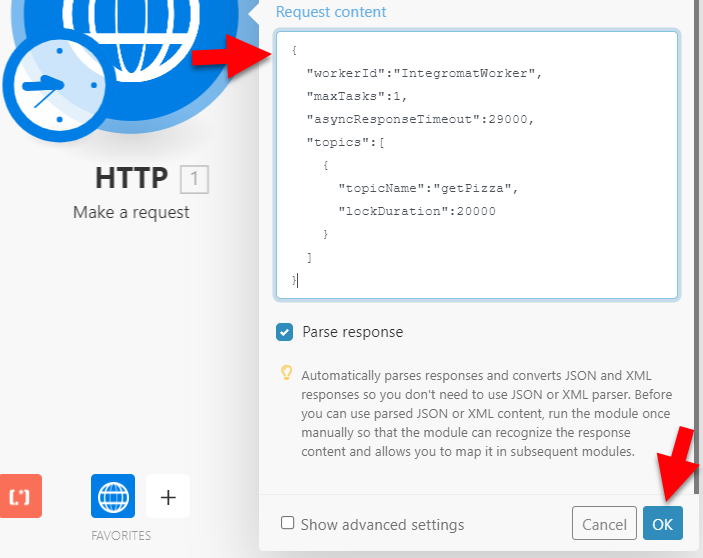 Request content
{
"workerId":"IntegromatWorker",
"maxTasks":1,
"asyncResponseTimeout":29000,
"topics":[
{
"topicName":"getPizza",
"lockDuration":20000
}
]
}
HTTP 1
Make a request
Parse response
Automatically parses responses and converts JSON and XML
responses so you don't need to use JSON or XML parser. Before
you can use parsed JSON or XML content, run the module once
manually so that the module can recognize the response
content and allows you to map it in subsequent modules.
[.*]
+
FAVORITES
Show advanced settings
Cancel
OK